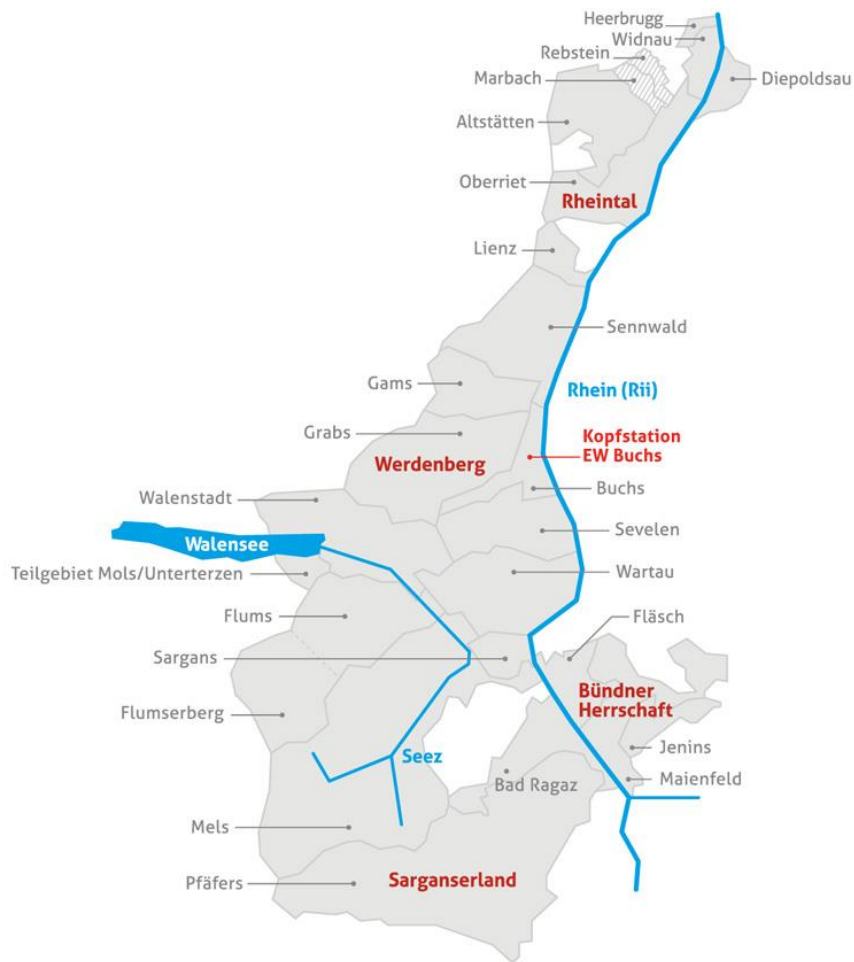 Heerbrugg
Widnau
Rebstein
Marbach
Diepoldsau
Altstätten
Oberriet
Rheintal
Lienz
Sennwald
Gams
Rhein (Rii)
Grabs
Kopfstation
EW Buchs
Werdenberg
Buchs
Walenstadt
Sevelen
Walensee
Teilgebiet Mols/Unterterzen
Wartau
Flums
Fläsch
Sargans
Bündner
Herrschaft
Flumserberg
Jenins
Seez
Maienfeld
Bad Ragaz
Mels
Pfäfers
Sarganserland